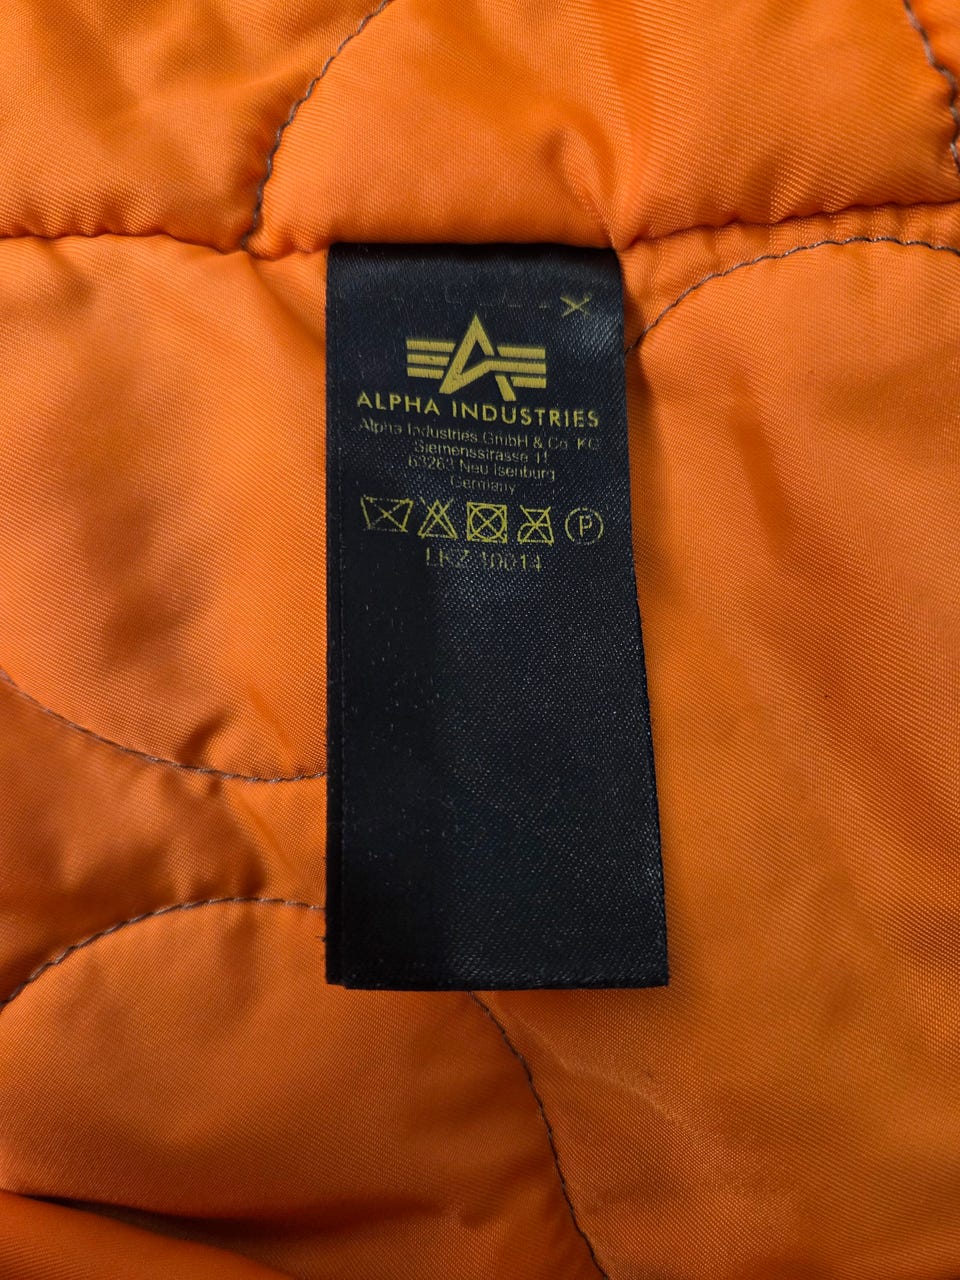 ALPHA INDUSTRIES
Alpha Industries GmbH & Co. KG
Siemensstrasse 11
63263 Neu Isenburg
Germany
P
LKZ 10014